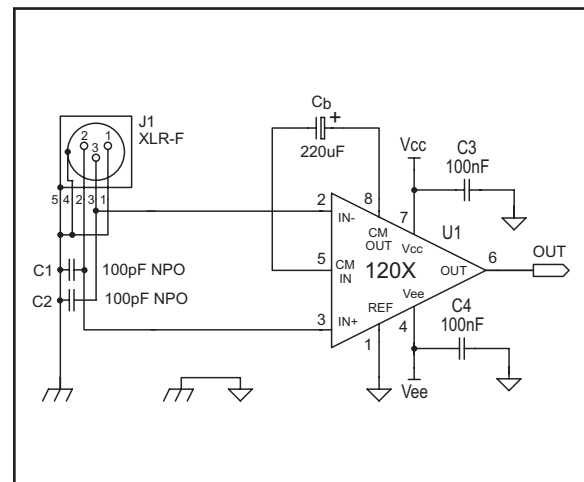 J1
XLR-F
2 1
3
5 4 2 3 1
C1 100pF NPO
C2 100pF NPO
Cb +
220uF
Vcc
C3
100nF
2 IN-
8
CM
OUT
7
Vcc
U1
5 CM
IN
120X
OUT 6
OUT
3 IN+
REF
1
Vee
4
C4
100nF
Vee